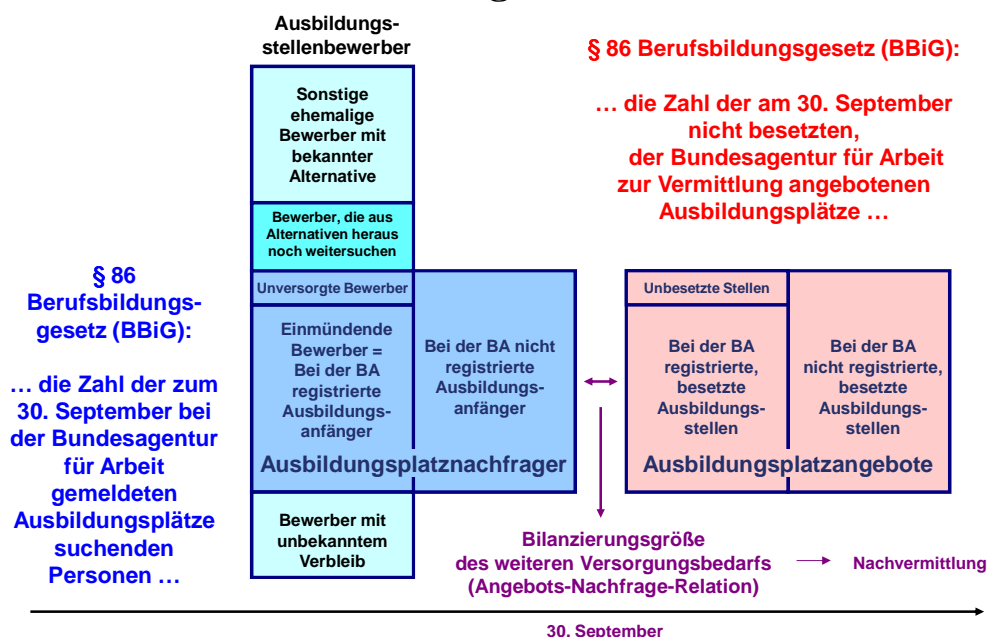 Ausbildungs-
stellenbewerber
§ 86 Berufsbildungsgesetz (BBiG):
… die Zahl der am 30. September
nicht besetzten,
der Bundesagentur für Arbeit
zur Vermittlung angebotenen
Ausbildungsplätze …
Sonstige
ehemalige
Bewerber mit
bekannter
Alternative
Bewerber, die aus
Alternativen heraus
noch weitersuchen
§ 86
Berufsbildungs-
gesetz (BBiG):
… die Zahl der zum
30. September bei
der Bundesagentur
für Arbeit
gemeldeten
Ausbildungsplätze
suchenden
Personen …
Unversorgte Bewerber
Einmündende
Bewerber =
Bei der BA
registrierte
Ausbildungs-
anfänger
Bei der BA nicht
registrierte
Ausbildungs-
anfänger
Ausbildungsplatznachfrager
Unbesetzte Stellen
Bei der BA
registrierte,
besetzte
Ausbildungs-
stellen
Bei der BA
nicht registrierte,
besetzte
Ausbildungs-
stellen
Ausbildungsplatzangebote
Bewerber mit
unbekanntem
Verbleib
Bilanzierungsgröße
des weiteren Versorgungsbedarfs
(Angebots-Nachfrage-Relation)
Nachvermittlung
30. September